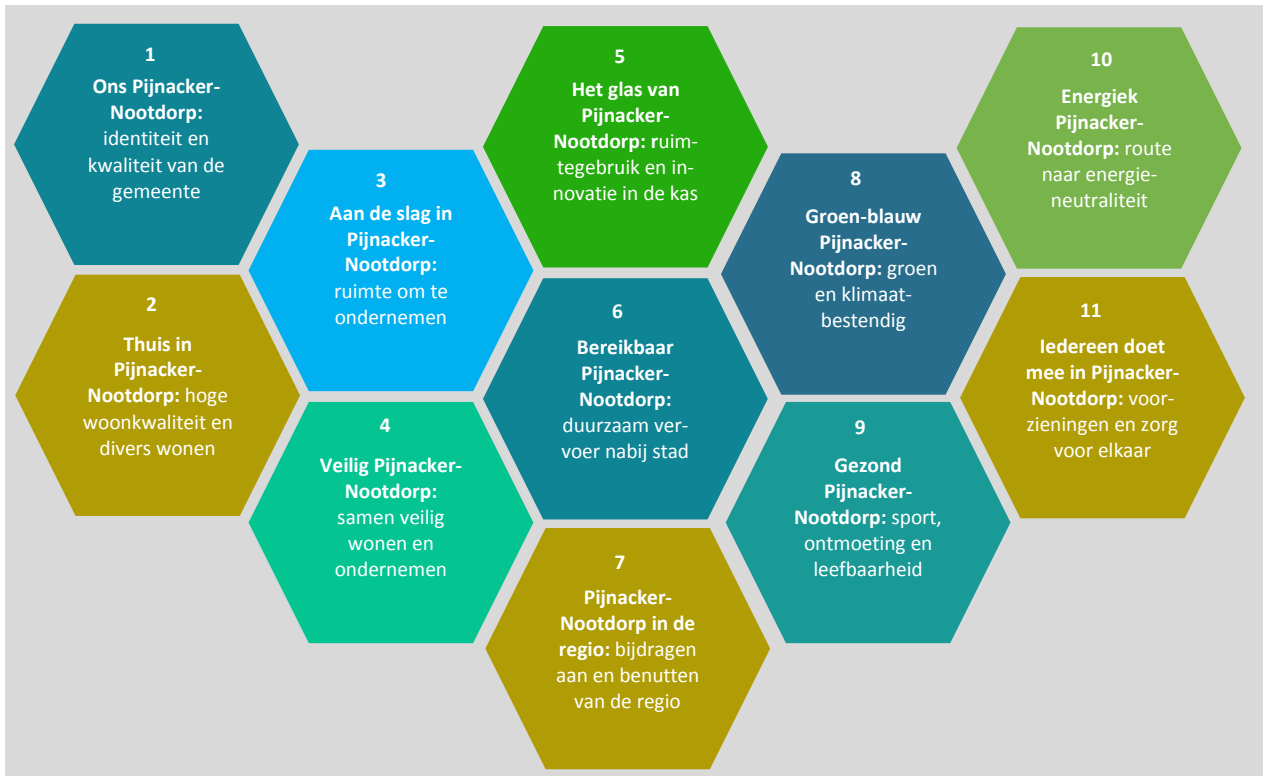 1
Ons Pijnacker-
Nootdorp:
identiteit en
kwaliteit van de
gemeente
2
Thuis in
Pijnacker-
Nootdorp: hoge
woonkwaliteit en
divers wonen
3
Aan de slag in
Pijnacker-
Nootdorp:
ruimte om te
ondernemen
4
Veilig Pijnacker-
Nootdorp:
samen veilig
wonen en
ondernemen
5
Het glas van
Pijnacker-
Nootdorp: ruim-
tegebruik en in-
novatie in de kas
6
Bereikbaar
Pijnacker-
Nootdorp:
duurzaam ver-
voer nabij stad
7
Pijnacker-
Nootdorp in de
regio: bijdragen
aan en benutten
van de regio
8
Groen-blauw
Pijnacker-
Nootdorp: groen
en klimaat-
bestendig
9
Gezond
Pijnacker-
Nootdorp: sport,
ontmoeting en
leefbaarheid
10
Energiek
Pijnacker-
Nootdorp: route
naar energie-
neutraliteit
11
Iedereen doet
mee in Pijnacker-
Nootdorp: voor-
zieningen en zorg
voor elkaar